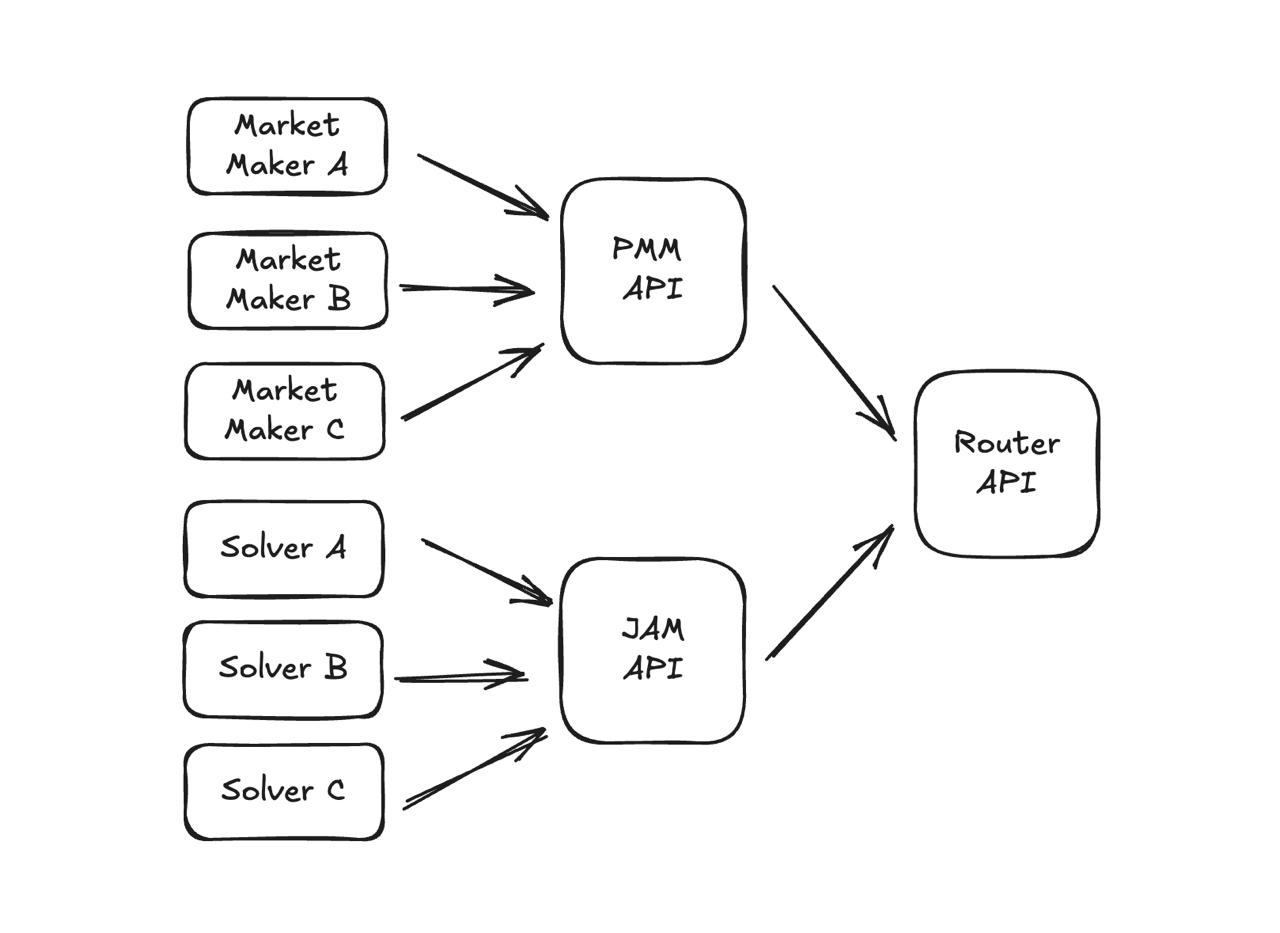 Market
Maker A
Market
Maker B
Market
Maker C
Solver A
Solver B
Solver C
PMM
API
JAM
API
Router
API